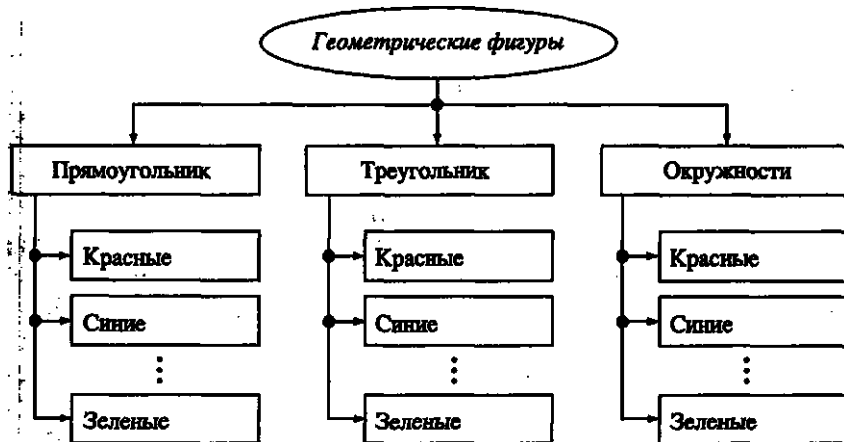 Геометрические фигуры
Прямоугольник
Треугольник
Окружности
Красные
Красные
Красные
Синие
Синие
Синие
Зеленые
Зеленые
Зеленые